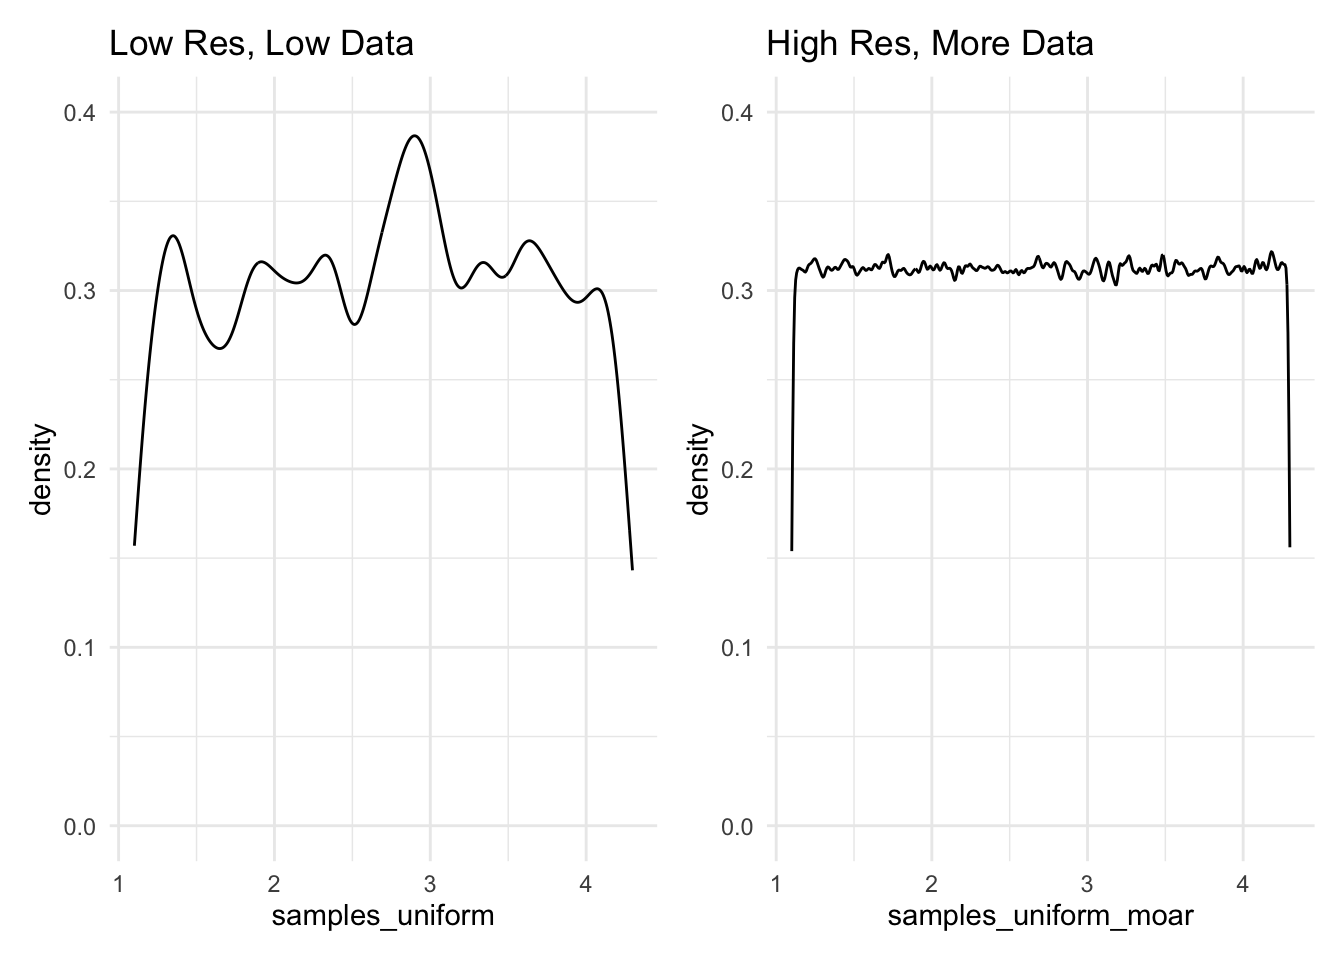 Low Res, Low Data
0.4
0.3
0.2
0.1
0.0
density
1 2 3 4
samples_uniform
High Res, More Data
0.4
0.3
0.2
0.1
0.0
density
1 2 3 4
samples_uniform_moar